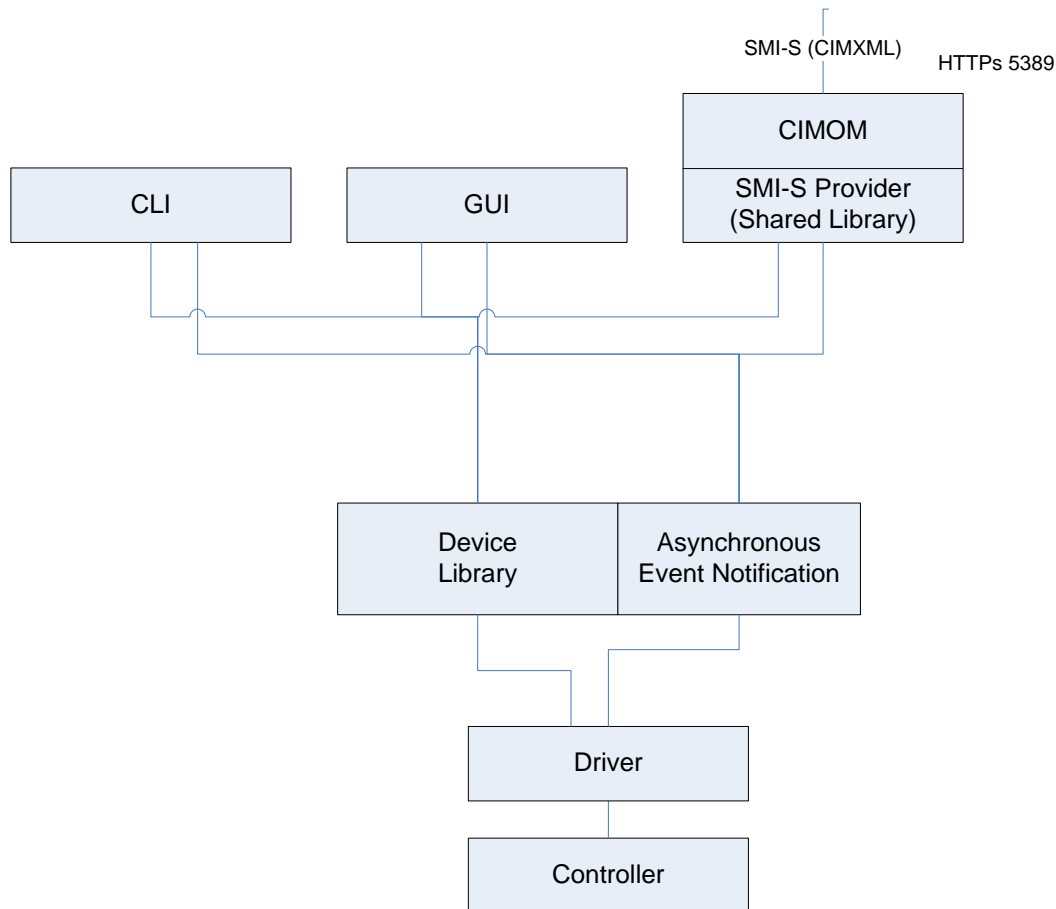 SMI-S (CIMXML)
HTTPs 5389
CIMOM
CLI
GUI
SMI-S Provider
(Shared Library)
Device
Library
Asynchronous
Event Notification
Driver
Controller